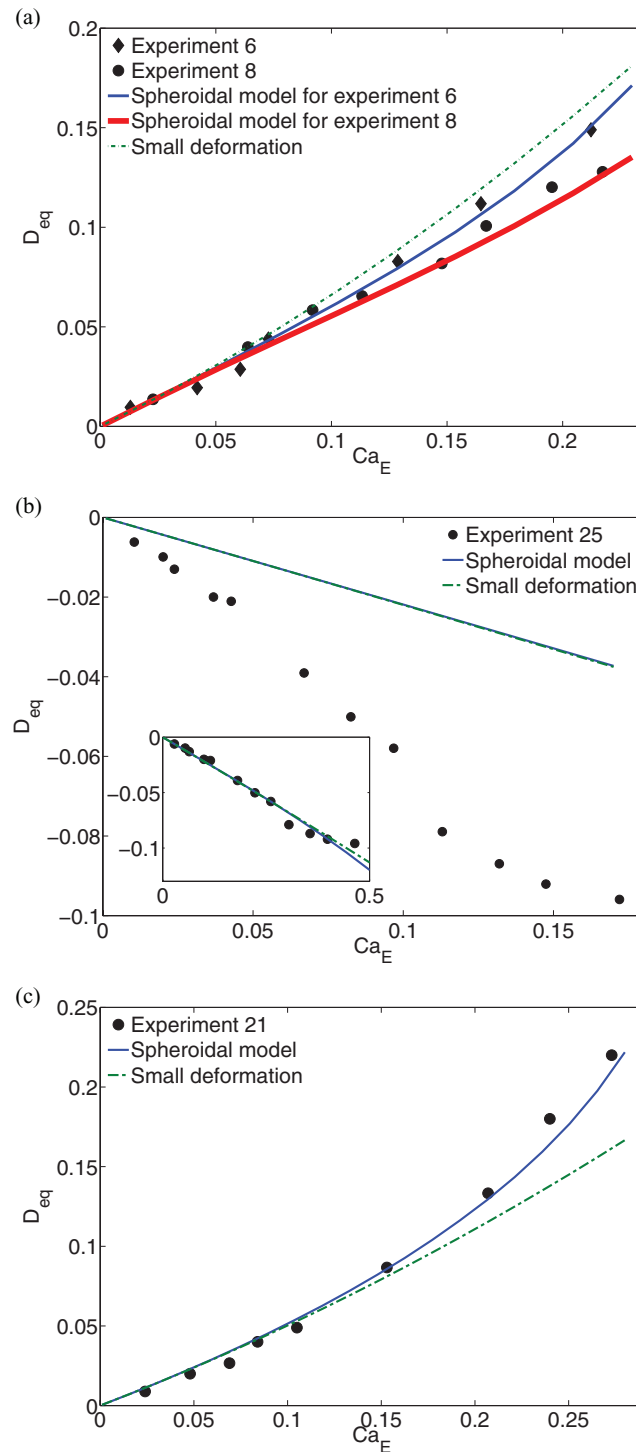 (a)
0.2
Experiment 6
Experiment 8
Spheroidal model for experiment 6
Spheroidal model for experiment 8
Small deformation
0.15
0.1
0.05
0
D_eq
0.05
0.1
0.15
0.2
Ca_E
(b)
0
Experiment 25
Spheroidal model
Small deformation
−0.02
−0.04
−0.06
−0.08
−0.1
D_eq
0
−0.05
−0.1
0
0.5
0
0.05
0.1
0.15
Ca_E
(c)
0.25
Experiment 21
Spheroidal model
Small deformation
0.2
0.15
0.1
0.05
0
D_eq
0
0.05
0.1
0.15
0.2
0.25
Ca_E